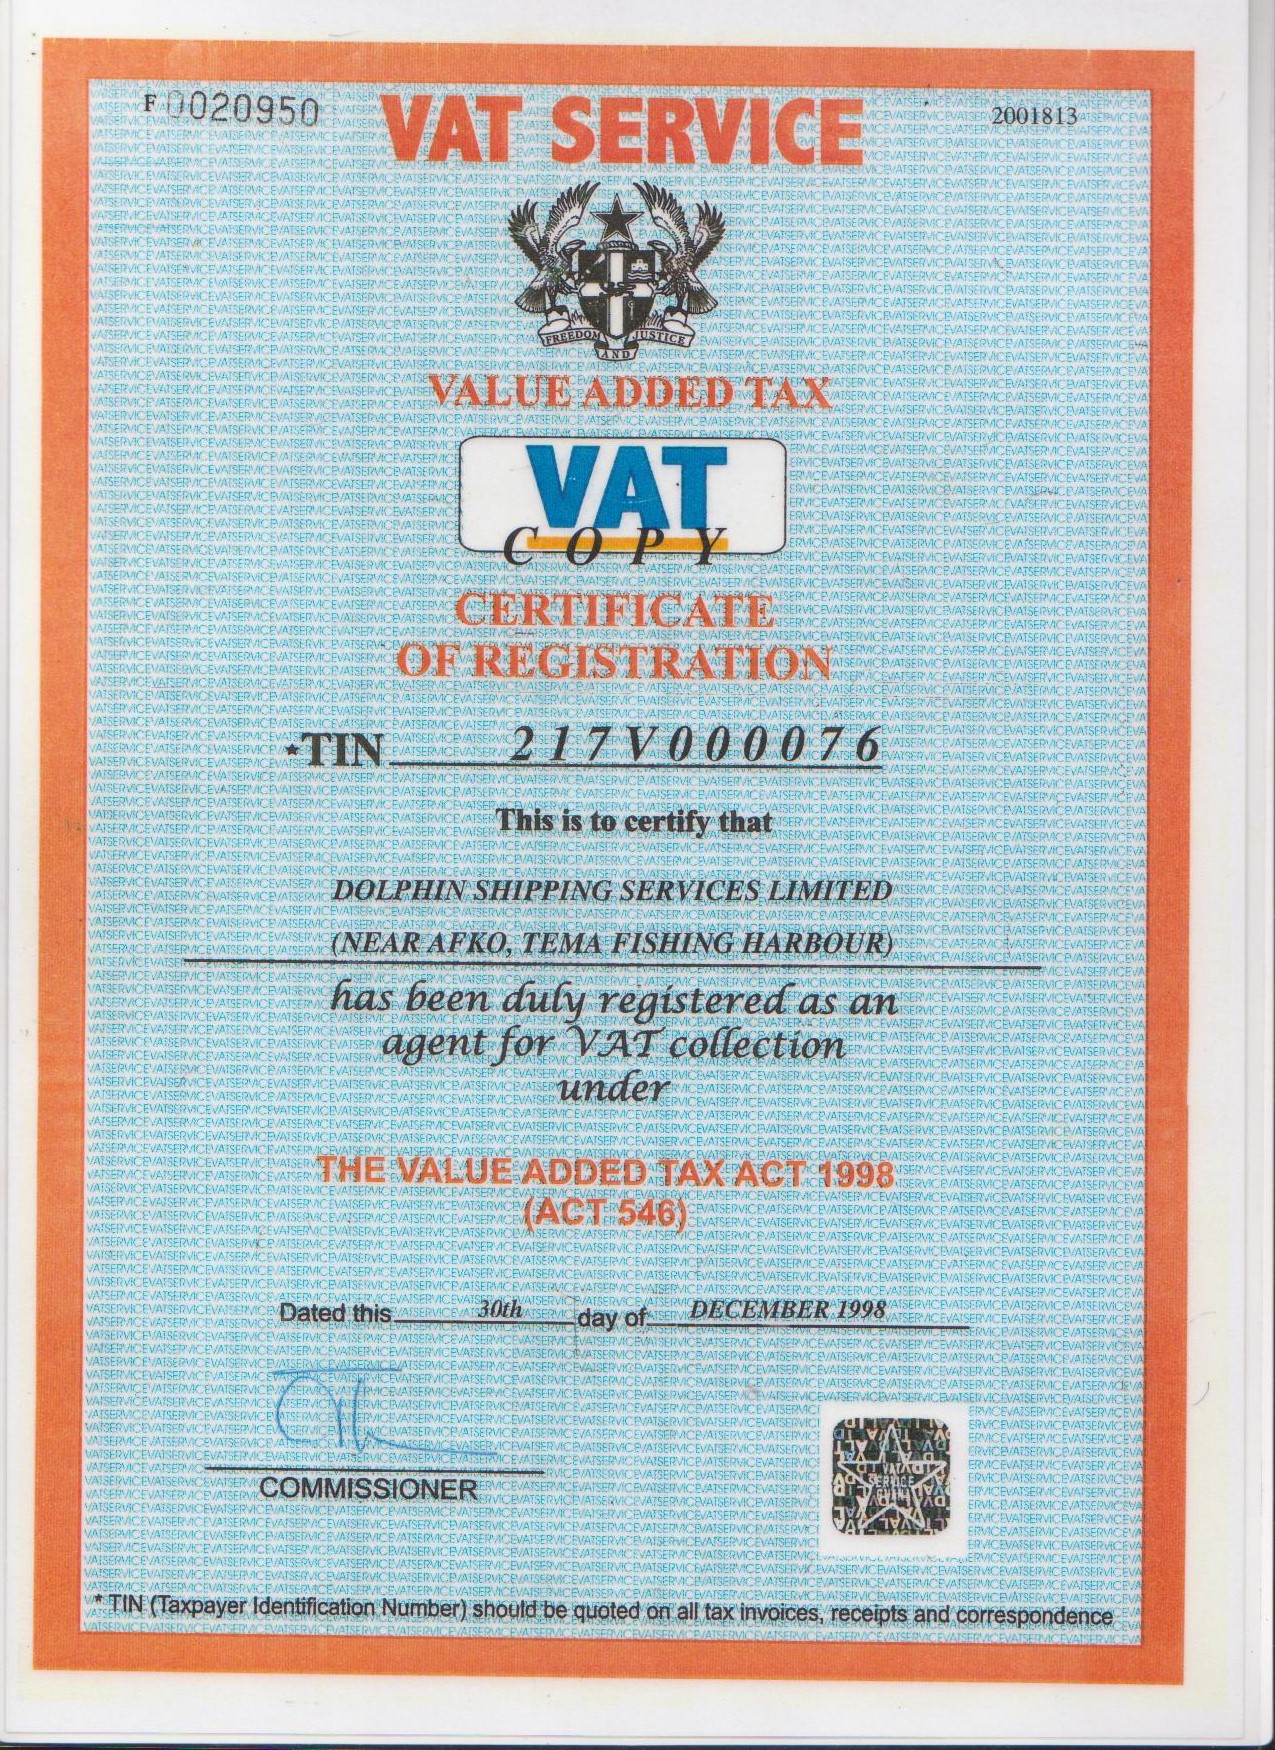 F 0020950
VAT SERVICE
2001813
FREEDOM AND JUSTICE
VALUE ADDED TAX
VAT
COPY
CERTIFICATE
OF REGISTRATION
*TIN 217V000076
This is to certify that
DOLPHIN SHIPPING SERVICES LIMITED
(NEAR AFKO, TEMA FISHING HARBOUR)
has been duly registered as an
agent for VAT collection
under
THE VALUE ADDED TAX ACT 1998
(ACT 546)
Dated this 30th day of DECEMBER 1998
COMMISSIONER
* TIN (Taxpayer Identification Number) should be quoted on all tax invoices, receipts and correspondence